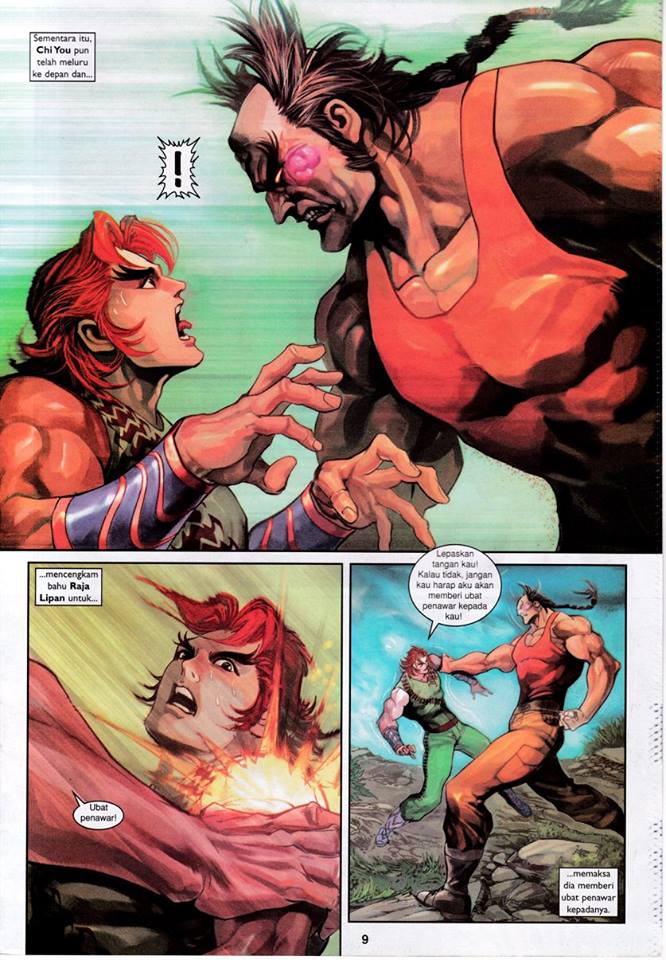 Sementara itu,
Chi You pun
telah meluru
ke depan dan...
!
...mencengkam
bahu Raja
Lipan untuk...
Ubat
penawar!
Lepaskan
tangan kau!
Kalau tidak, jangan
kau harap aku akan
memberi ubat
penawar kepada
kau!
...memaksa
dia memberi
ubat penawar
kepadanya.
9